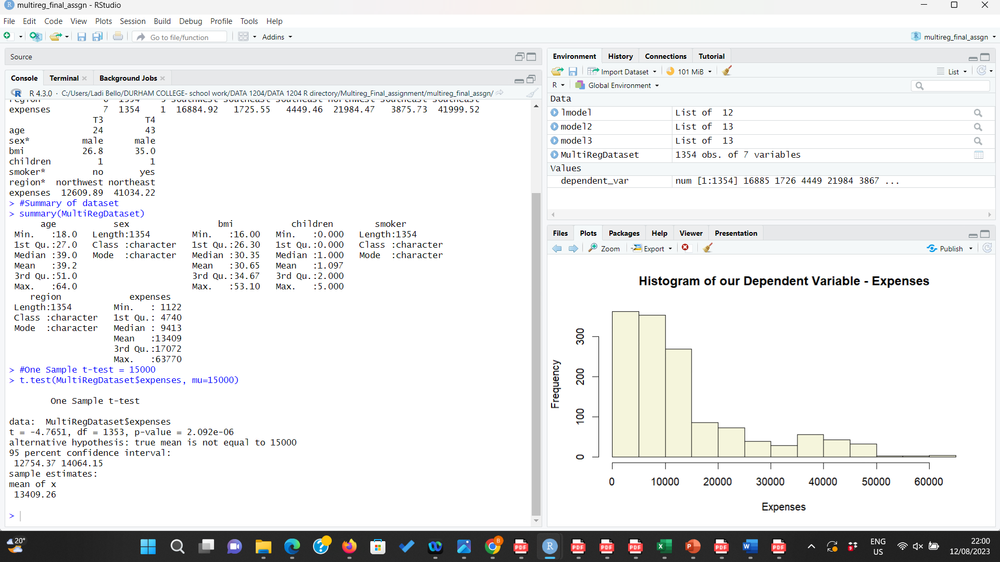 multireg_final_assgn - RStudio
File Edit Code View Plots Session Build Debug Profile Tools Help
Go to file/function
Addins
multireg_final_assgn
Source
Console Terminal Background Jobs
R 4.3.0 · C:/Users/Ladi Bello/DURHAM COLLEGE- school work/DATA 1204/DATA 1204 R directory/Multireg_Final_assignment/multireg_final_assgn/
expenses 7 1354 1 16884.92 1725.55 4449.46 21984.47 3875.73 41999.52
T3 T4
age 24 43
sex* male male
bmi 26.8 35.0
children 1 1
smoker* no yes
region* northwest northeast
expenses 12609.89 41034.22
> #Summary of dataset
> summary(MultiRegDataset)
age sex bmi children smoker
Min. :18.0 Length:1354 Min. :16.00 Min. :0.000 Length:1354
1st Qu.:27.0 Class :character 1st Qu.:26.30 1st Qu.:0.000 Class :character
Median :39.0 Mode :character Median :30.35 Median :1.000 Mode :character
Mean :39.2 Mean :30.65 Mean :1.097
3rd Qu.:51.0 3rd Qu.:34.67 3rd Qu.:2.000
Max. :64.0 Max. :53.10 Max. :5.000
region expenses
Length:1354 Min. : 1122
Class :character 1st Qu.: 4740
Mode :character Median : 9413
Mean :13409
3rd Qu.:17072
Max. :63770
> #One Sample t-test = 15000
> t.test(MultiRegDataset$expenses, mu=15000)
One Sample t-test
data: MultiRegDataset$expenses
t = -4.7651, df = 1353, p-value = 2.092e-06
alternative hypothesis: true mean is not equal to 15000
95 percent confidence interval:
12754.37 14064.15
sample estimates:
mean of x
13409.26
>
Environment History Connections Tutorial
Import Dataset 101 MiB List
R Global Environment
Data
lmodel List of 12
model2 List of 13
model3 List of 13
MultiRegDataset 1354 obs. of 7 variables
Values
dependent_var num [1:1354] 16885 1726 4449 21984 3867 ...
Files Plots Packages Help Viewer Presentation
Zoom Export Publish
Histogram of our Dependent Variable - Expenses
Frequency
300
200
100
0
0 10000 20000 30000 40000 50000 60000
Expenses
20°
ENG
US
22:00
12/08/2023